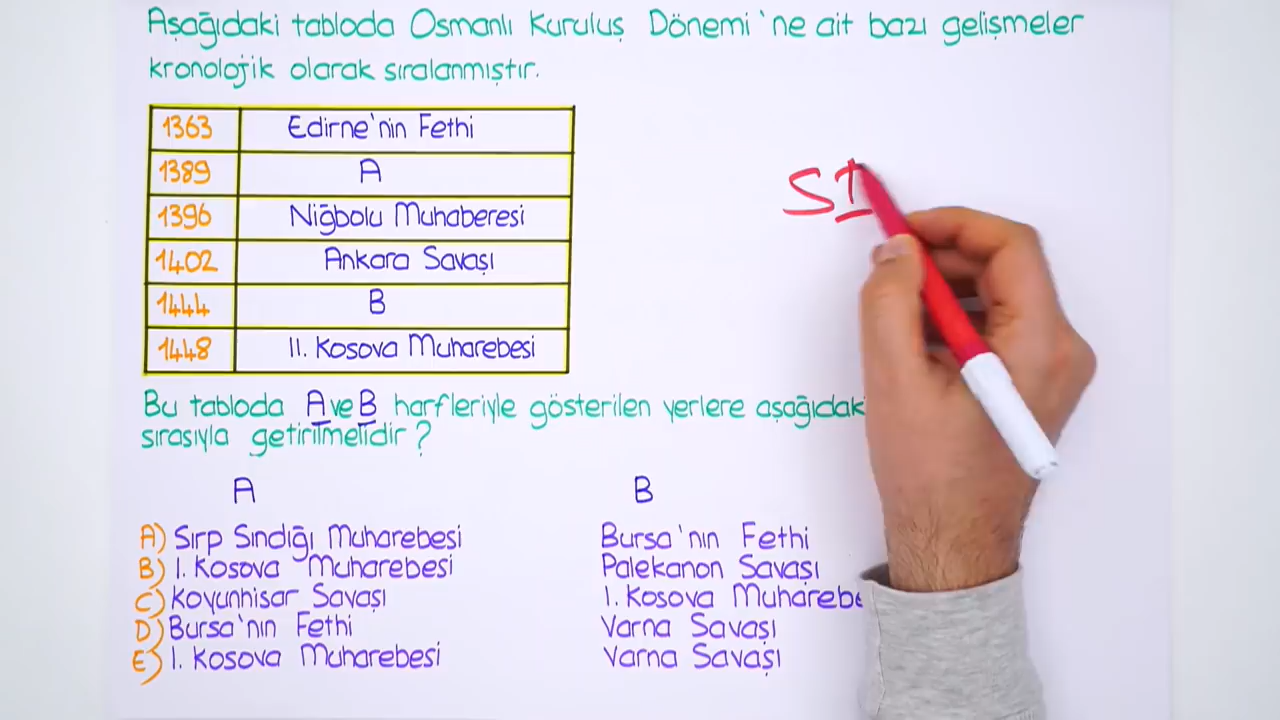 Aşağıdaki tabloda Osmanlı Kuruluş Dönemi'ne ait bazı gelişmeler
kronolojik olarak sıralanmıştır.
1363 Edirne'nin Fethi
1389 A
1396 Niğbolu Muhaberesi
1402 Ankara Savaşı
1444 B
1448 II. Kosova Muharebesi
Bu tabloda A ve B harfleriyle gösterilen yerlere
sırasıyla getirilmelidir ?
A B
A) Sırp Sındığı Muharebesi Bursa'nın Fethi
B) I. Kosova Muharebesi Palekanon Savaşı
C) Koyunhisar Savaşı I. Kosova
D) Bursa'nın Fethi Varna Savaşı
E) I. Kosova Muharebesi Varna Savaşı